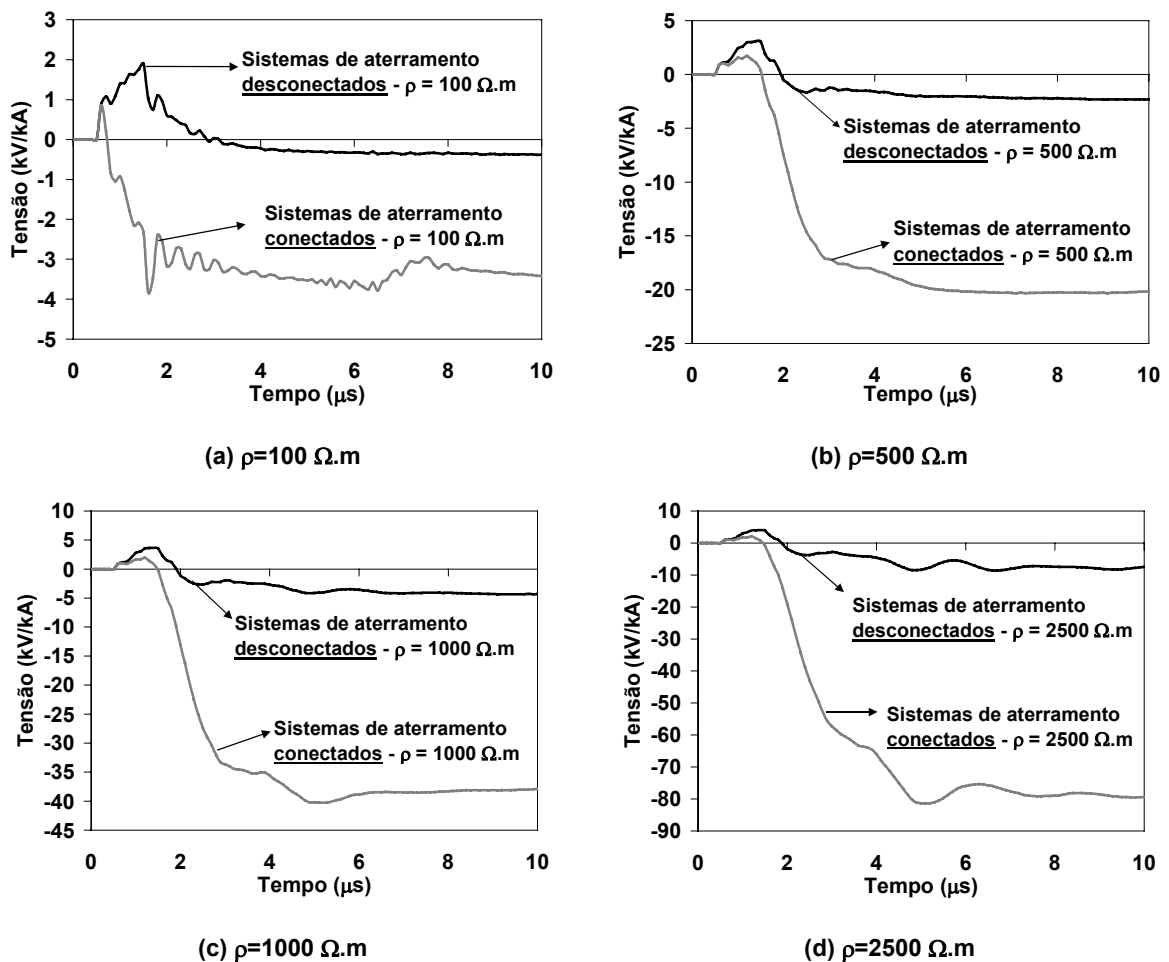 3
2
1
0
-1
-2
-3
-4
-5
Tensão (kV/kA)
Sistemas de aterramento
desconectados - ρ = 100 Ω.m
Sistemas de aterramento
conectados - ρ = 100 Ω.m
0 2 4 6 8 10
Tempo (μs)
(a) ρ=100 Ω.m
5
0
-5
-10
-15
-20
-25
Tensão (kV/kA)
Sistemas de aterramento
desconectados - ρ = 500 Ω.m
Sistemas de aterramento
conectados - ρ = 500 Ω.m
0 2 4 6 8 10
Tempo (μs)
(b) ρ=500 Ω.m
10
5
0
-5
-10
-15
-20
-25
-30
-35
-40
-45
Tensão (kV/kA)
Sistemas de aterramento
desconectados - ρ = 1000 Ω.m
Sistemas de aterramento
conectados - ρ = 1000 Ω.m
0 2 4 6 8 10
Tempo (μs)
(c) ρ=1000 Ω.m
10
0
-10
-20
-30
-40
-50
-60
-70
-80
-90
Tensão (kV/kA)
Sistemas de aterramento
desconectados - ρ = 2500 Ω.m
Sistemas de aterramento
conectados - ρ = 2500 Ω.m
0 2 4 6 8 10
Tempo (μs)
(d) ρ=2500 Ω.m